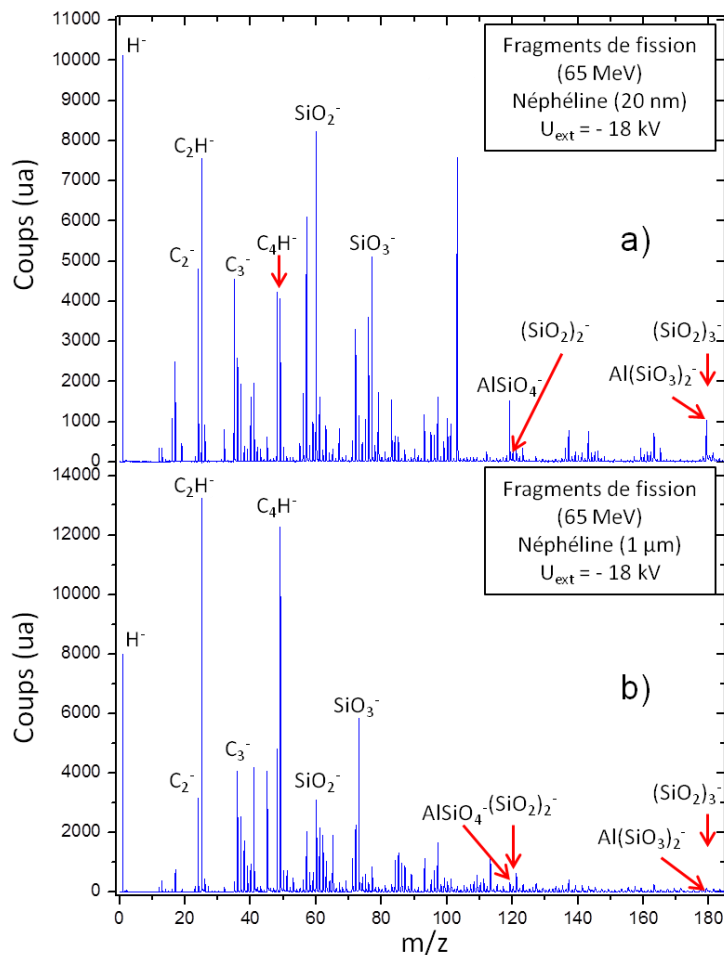 11000
10000
9000
8000
7000
6000
5000
4000
3000
2000
1000
0
Coups (ua)
H⁻
C₂H⁻
C₂⁻
C₃⁻
C₄H⁻
SiO₂⁻
SiO₃⁻
Fragments de fission
(65 MeV)
Néphéline (20 nm)
Uext = - 18 kV
a)
(SiO₂)₂⁻
(SiO₂)₃⁻
AlSiO₄⁻
Al(SiO₃)₂⁻
14000
12000
10000
8000
6000
4000
2000
0
Coups (ua)
H⁻
C₂H⁻
C₂⁻
C₃⁻
C₄H⁻
SiO₂⁻
SiO₃⁻
Fragments de fission
(65 MeV)
Néphéline (1 µm)
Uext = - 18 kV
b)
AlSiO₄⁻
(SiO₂)₂⁻
(SiO₂)₃⁻
Al(SiO₃)₂⁻
0 20 40 60 80 100 120 140 160 180
m/z